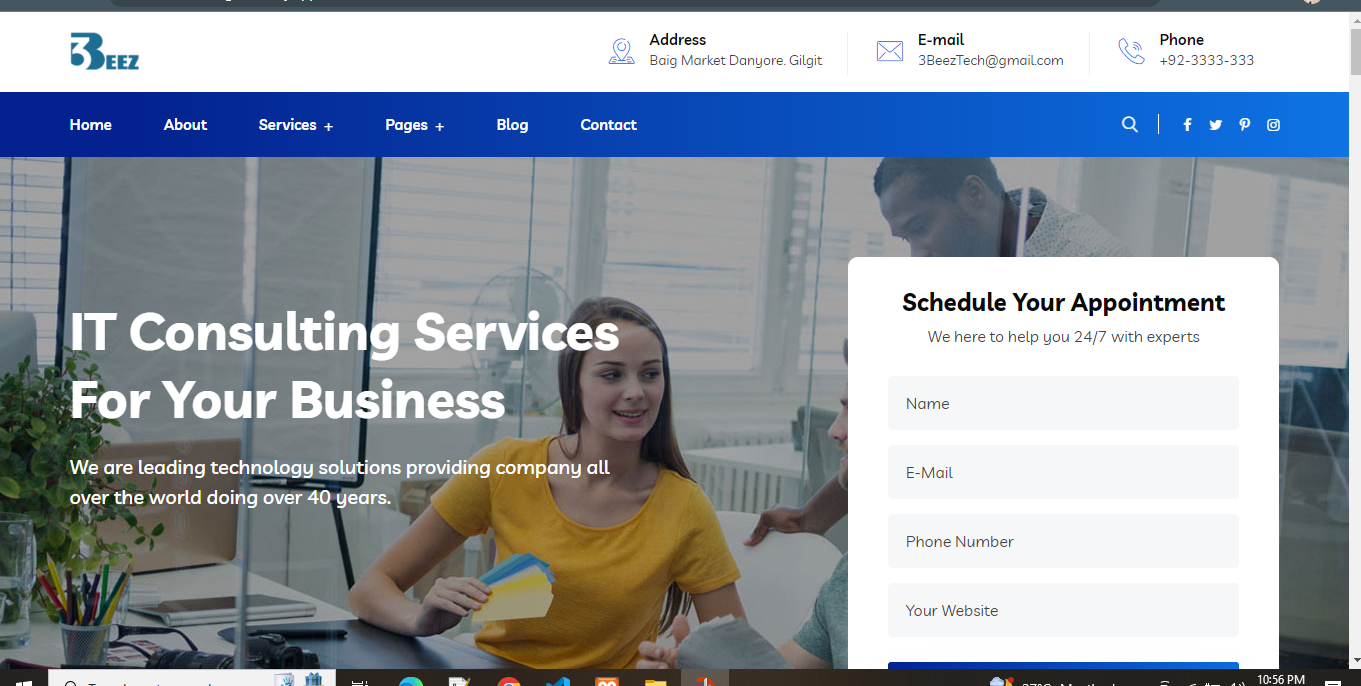 3BEEZ
Address
Baig Market Danyore. Gilgit
E-mail
3BeezTech@gmail.com
Phone
+92-3333-333
Home
About
Services +
Pages +
Blog
Contact
IT Consulting Services
For Your Business
We are leading technology solutions providing company all
over the world doing over 40 years.
Schedule Your Appointment
We here to help you 24/7 with experts
Name
E-Mail
Phone Number
Your Website
10:56 PM